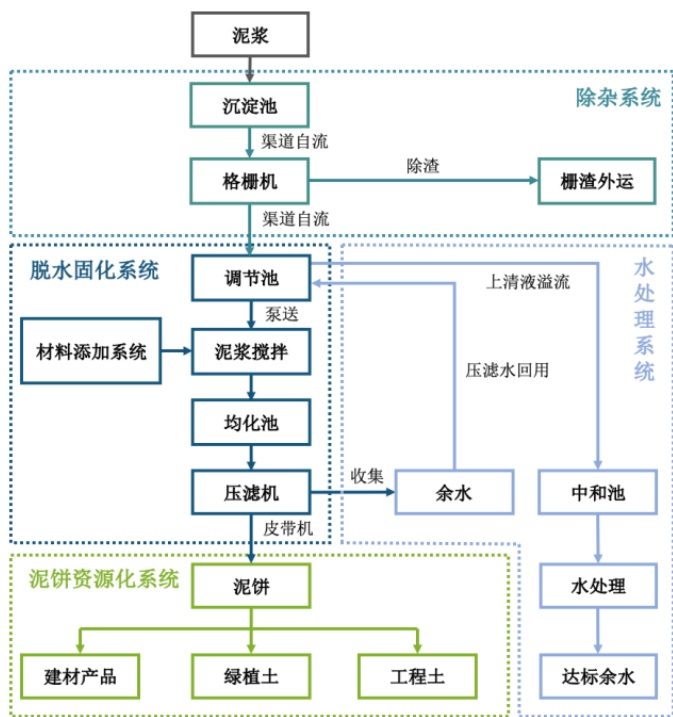 泥浆
除杂系统
沉淀池
渠道自流
格栅机
除渣
栅渣外运
渠道自流
脱水固化系统
水处理系统
调节池
上清液溢流
泵送
材料添加系统
泥浆搅拌
压滤水回用
均化池
压滤机
收集
余水
中和池
皮带机
泥饼资源化系统
泥饼
水处理
建材产品
绿植土
工程土
达标余水